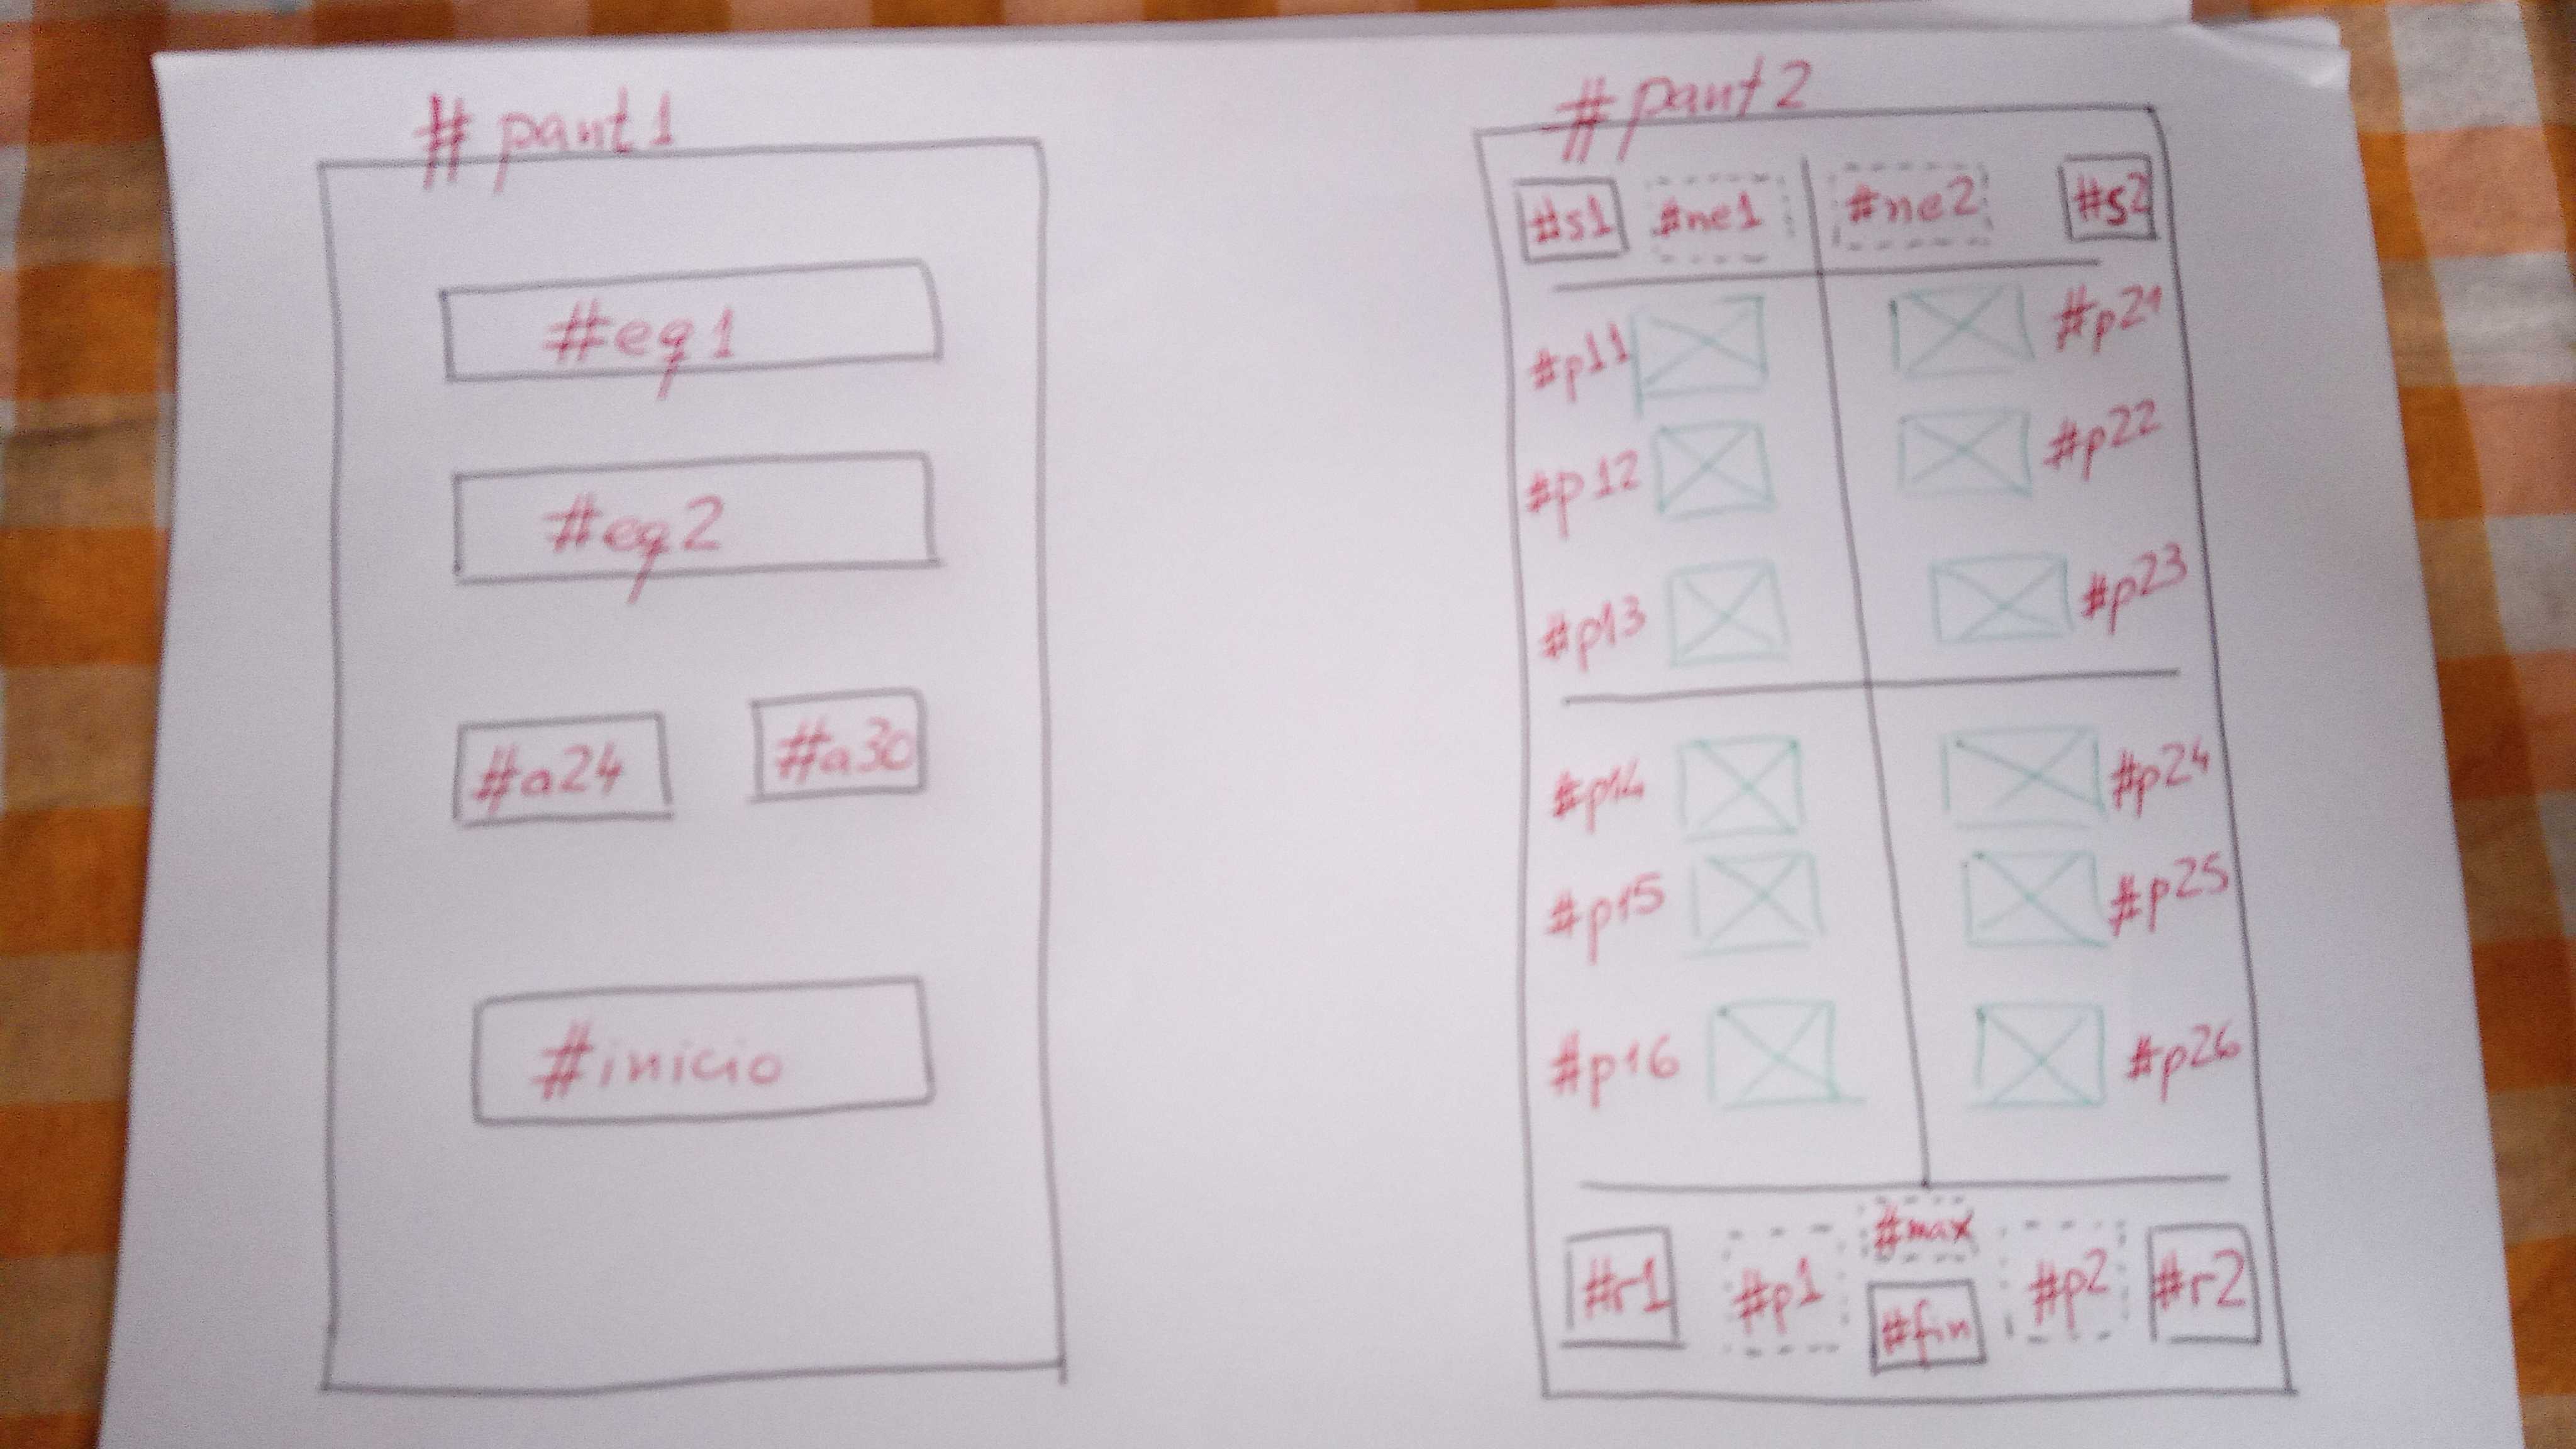 #pant1
#eq1
#eq2
#a24 #a30
#inicio
#pant2
#s1 #ne1 #ne2 #s2
#p11 #p21
#p12 #p22
#p13 #p23
#p14 #p24
#p15 #p25
#p16 #p26
#max
#r1 #p1 #p2 #r2
#fin